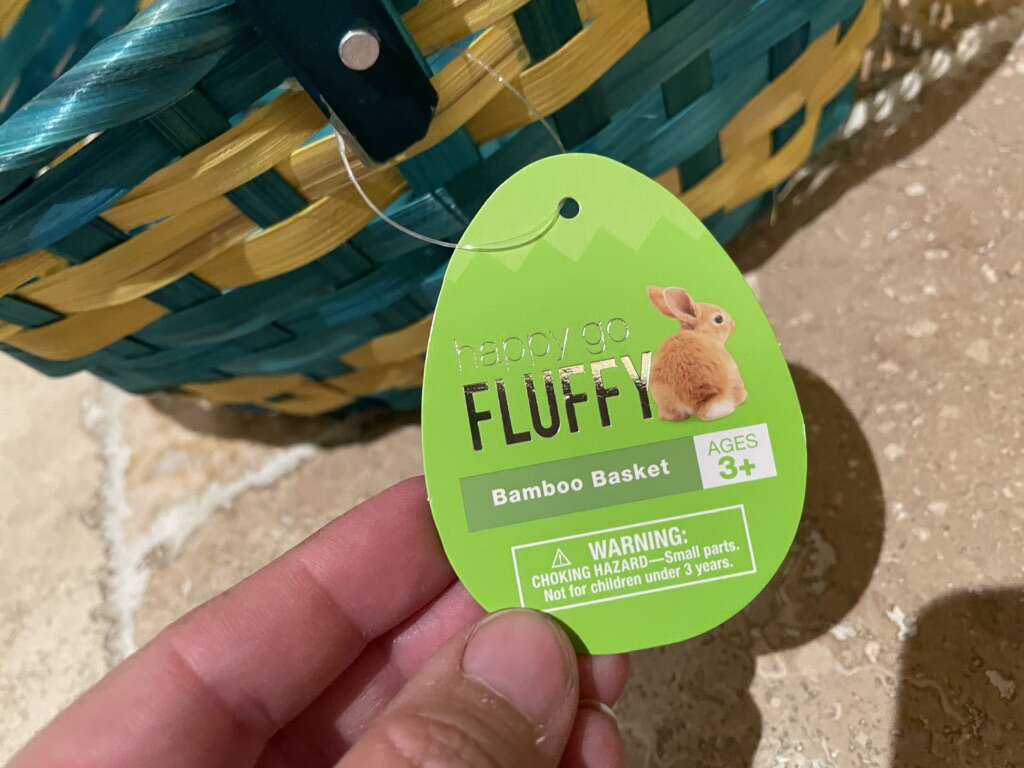 happy go
FLUFFY
Bamboo Basket
AGES
3+
WARNING:
CHOKING HAZARD—Small parts.
Not for children under 3 years.